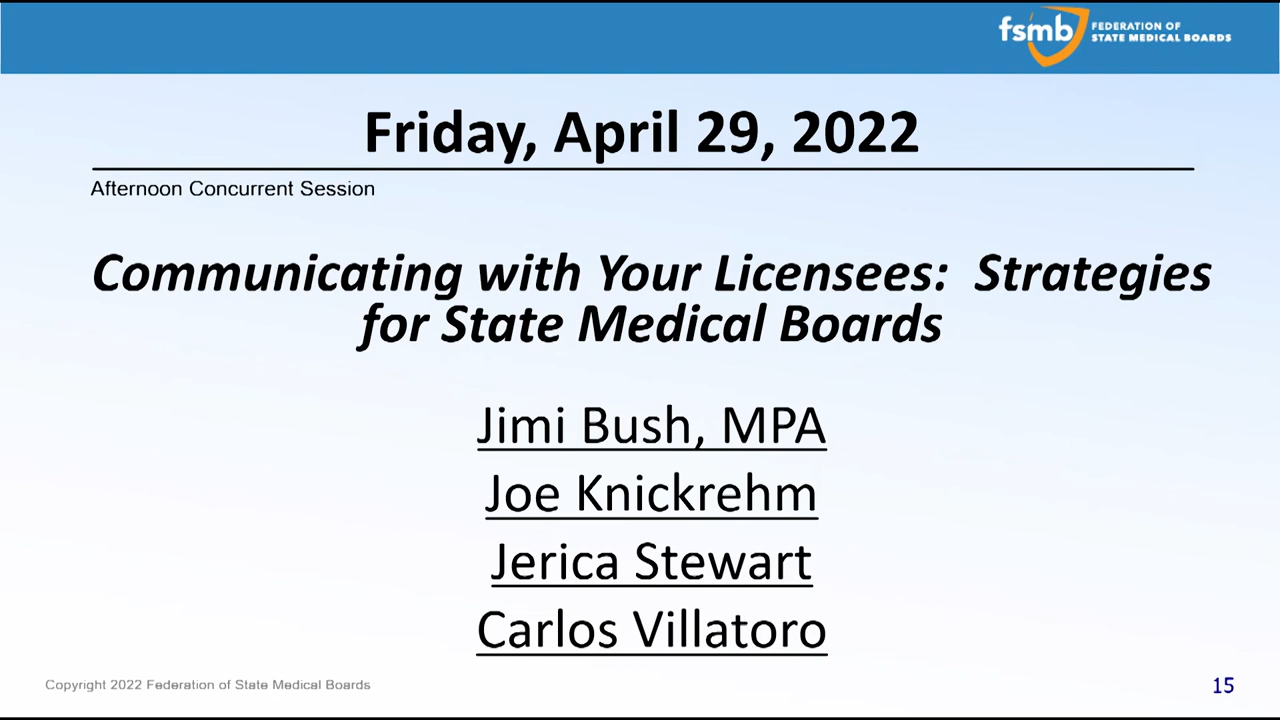 fsmb FEDERATION OF
STATE MEDICAL BOARDS
Friday, April 29, 2022
Afternoon Concurrent Session
Communicating with Your Licensees:  Strategies
for State Medical Boards
Jimi Bush, MPA
Joe Knickrehm
Jerica Stewart
Carlos Villatoro
Copyright 2022 Federation of State Medical Boards
15